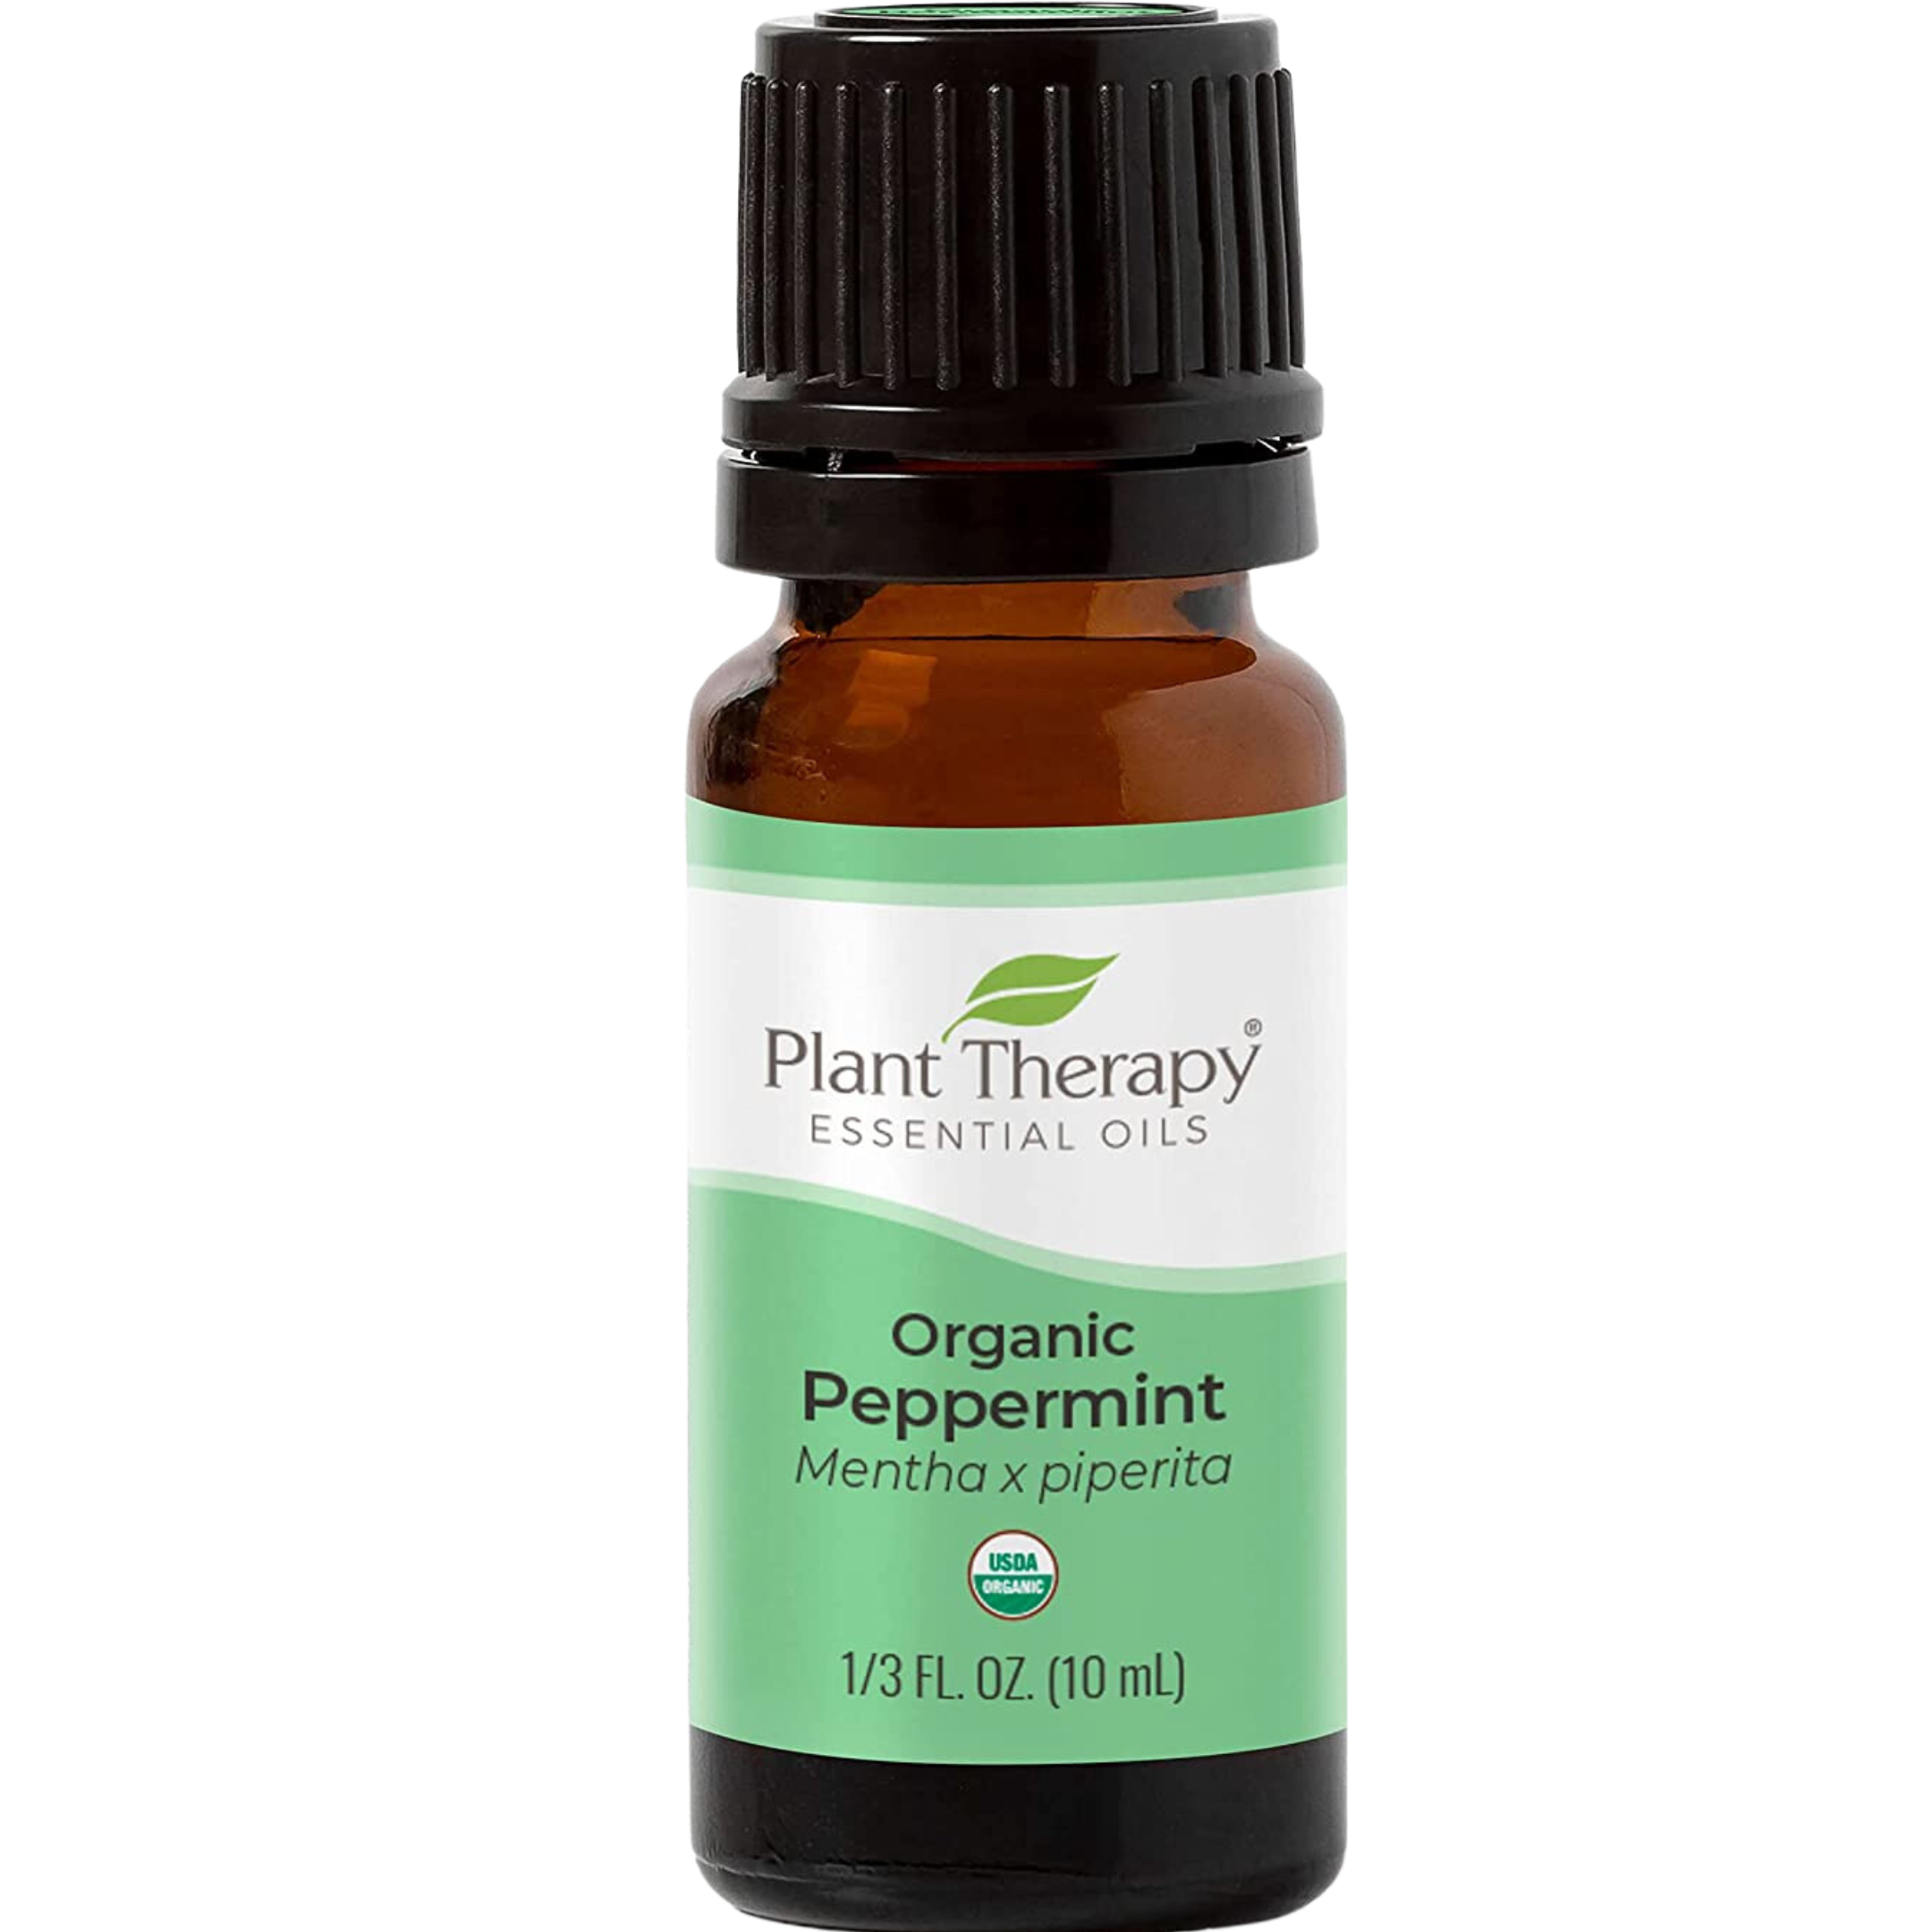 Plant Therapy®
ESSENTIAL OILS
Organic
Peppermint
Mentha x piperita
USDA
ORGANIC
1/3 FL. OZ. (10 mL)